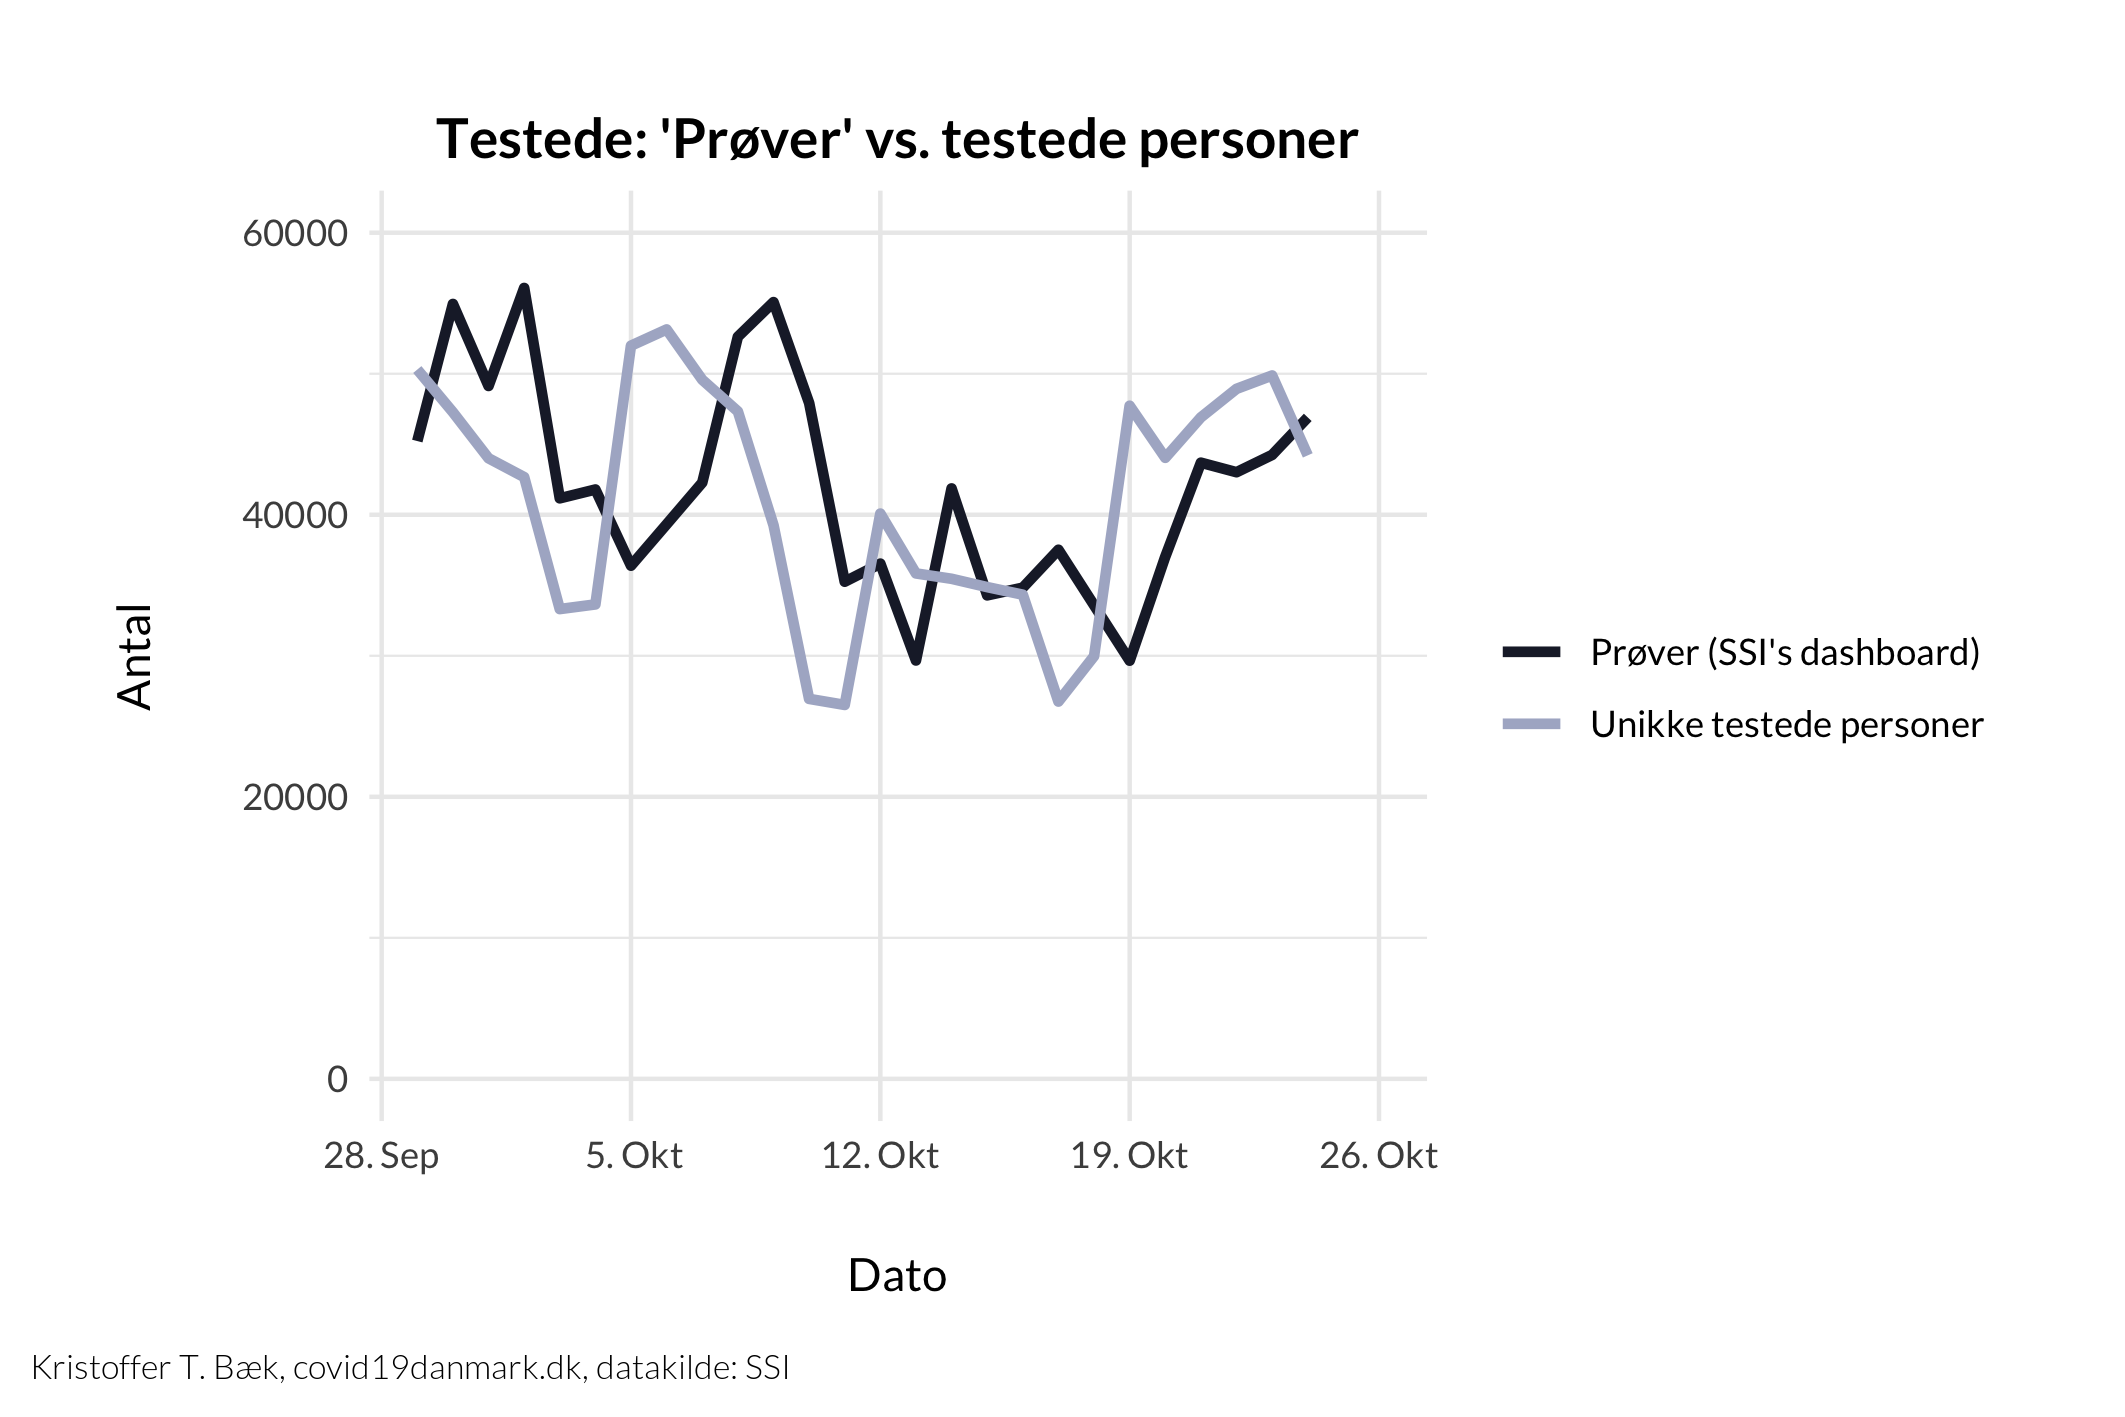 Testede: 'Prøver' vs. testede personer
60000
40000
20000
0
Antal
28. Sep
5. Okt
12. Okt
19. Okt
26. Okt
Dato
Prøver (SSI's dashboard)
Unikke testede personer
Kristoffer T. Bæk, covid19danmark.dk, datakilde: SSI